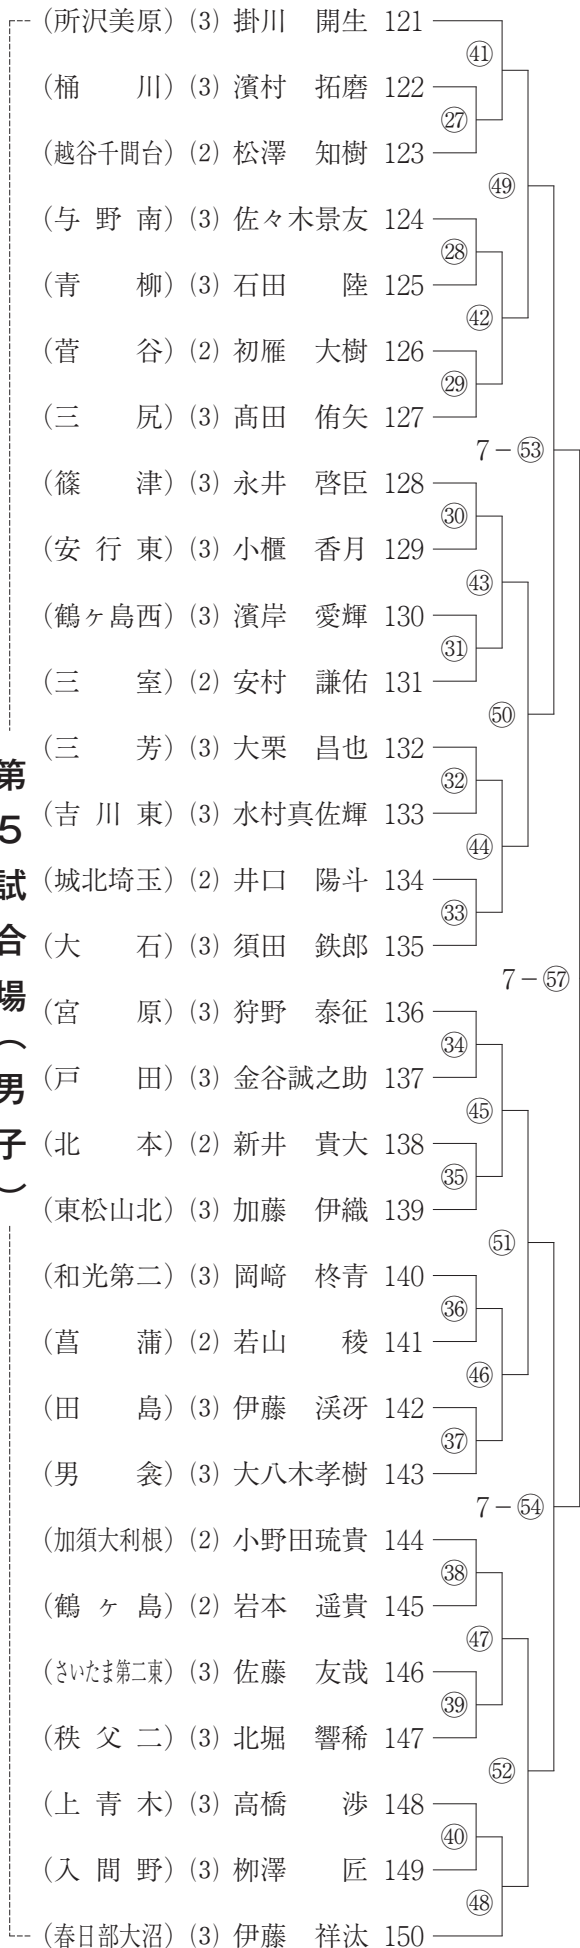 第5試合場（男子）
（所沢美原）(3) 掛川　開生 121
（桶　　川）(3) 濱村　拓磨 122
（越谷千間台）(2) 松澤　知樹 123
（与 野 南）(3) 佐々木景友 124
（青　　柳）(3) 石田　　陸 125
（菅　　谷）(2) 初雁　大樹 126
（三　　尻）(3) 髙田　侑矢 127
（篠　　津）(3) 永井　啓臣 128
（安 行 東）(3) 小櫃　香月 129
（鶴ヶ島西）(3) 濱岸　愛輝 130
（三　　室）(2) 安村　謙佑 131
（三　　芳）(3) 大栗　昌也 132
（吉 川 東）(3) 水村真佐輝 133
（城北埼玉）(2) 井口　陽斗 134
（大　　石）(3) 須田　鉄郎 135
（宮　　原）(3) 狩野　泰征 136
（戸　　田）(3) 金谷誠之助 137
（北　　本）(2) 新井　貴大 138
（東松山北）(3) 加藤　伊織 139
（和光第二）(3) 岡﨑　柊青 140
（菖　　蒲）(2) 若山　　稜 141
（田　　島）(3) 伊藤　渓冴 142
（男　　衾）(3) 大八木孝樹 143
（加須大利根）(2) 小野田琉貴 144
（鶴 ヶ 島）(2) 岩本　遥貴 145
（さいたま第二東）(3) 佐藤　友哉 146
（秩 父 二）(3) 北堀　響稀 147
（上 青 木）(3) 高橋　　渉 148
（入 間 野）(3) 栁澤　　匠 149
（春日部大沼）(3) 伊藤　祥汰 150
㉗
㉘
㉙
㉚
㉛
㉜
㉝
㉞
㉟
㊱
㊲
㊳
㊴
㊵
㊶
㊷
㊸
㊹
㊺
㊻
㊼
㊽
㊾
㊿
51
52
7－53
7－54
7－57